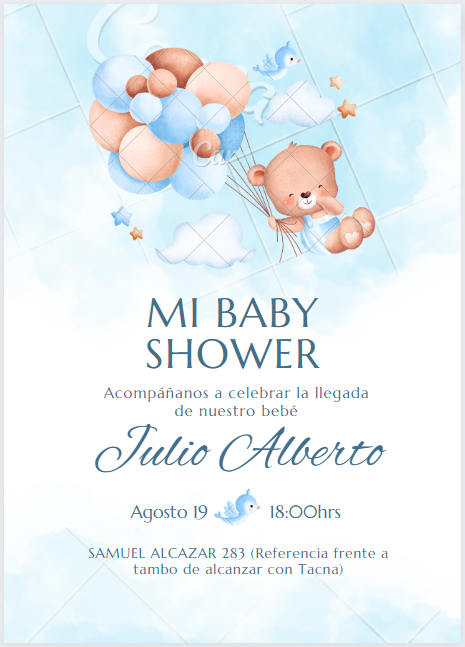 MI BABY
SHOWER
Acompáñanos a celebrar la llegada
de nuestro bebé
Julio Alberto
Agosto 19 18:00hrs
SAMUEL ALCAZAR 283 (Referencia frente a
tambo de alcanzar con Tacna)